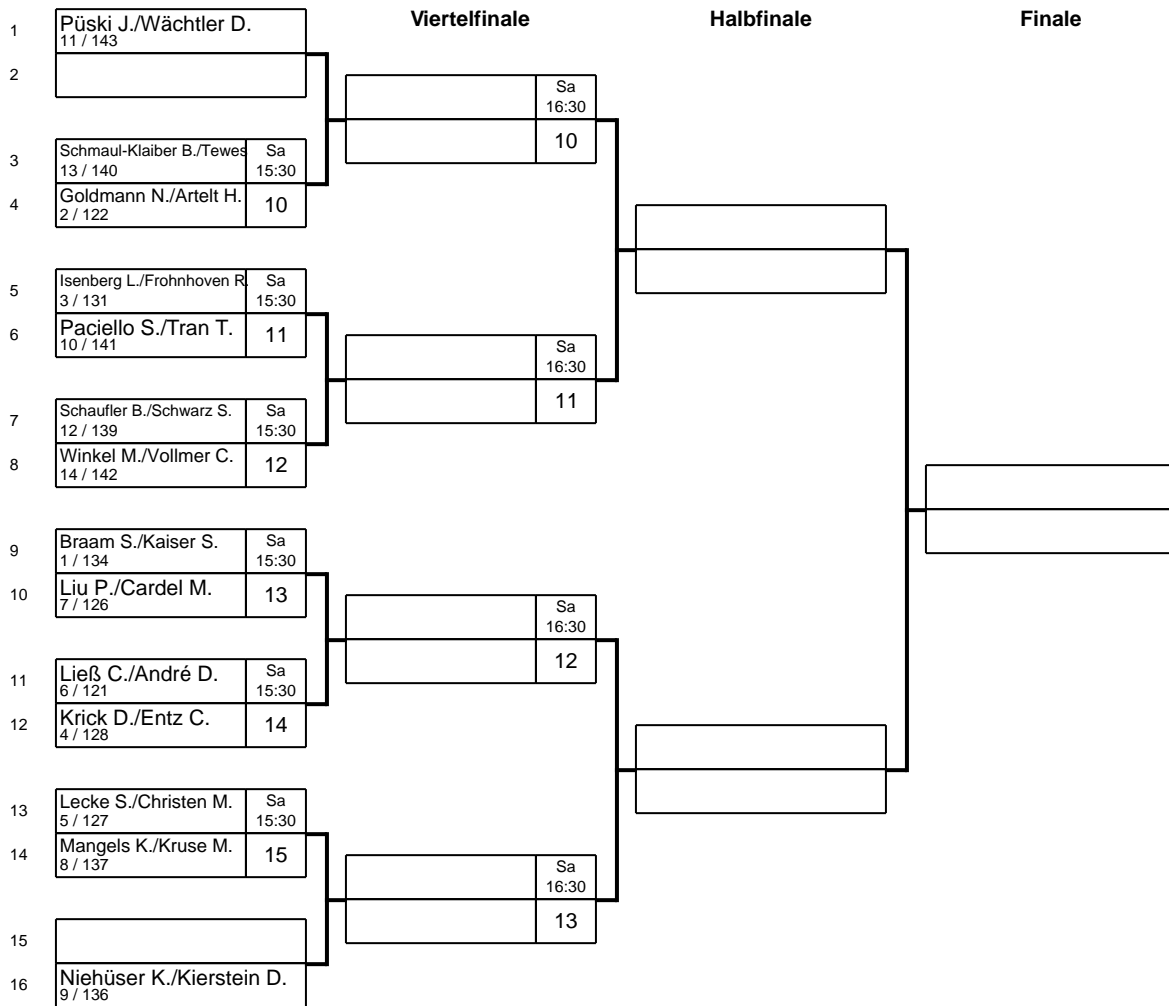 Viertelfinale Halbfinale Finale
1 Püski J./Wächtler D.
11 / 143
2
Sa
16:30
10
3 Schmaul-Klaiber B./Tewes Sa
13 / 140 15:30
4 Goldmann N./Artelt H. 10
2 / 122
5 Isenberg L./Frohnhoven R. Sa
3 / 131 15:30
6 Paciello S./Tran T. 11
10 / 141
Sa
16:30
11
7 Schaufler B./Schwarz S. Sa
12 / 139 15:30
8 Winkel M./Vollmer C. 12
14 / 142
9 Braam S./Kaiser S. Sa
1 / 134 15:30
10 Liu P./Cardel M. 13
7 / 126
Sa
16:30
12
11 Ließ C./André D. Sa
6 / 121 15:30
12 Krick D./Entz C. 14
4 / 128
13 Lecke S./Christen M. Sa
5 / 127 15:30
14 Mangels K./Kruse M. 15
8 / 137
Sa
16:30
13
15
16 Niehüser K./Kierstein D.
9 / 136